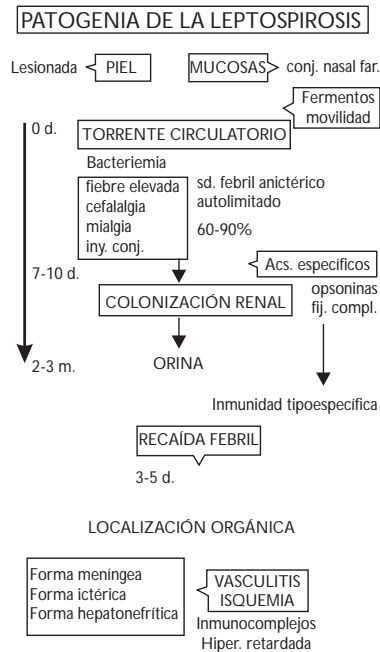 PATOGENIA DE LA LEPTOSPIROSIS
Lesionada PIEL MUCOSAS conj. nasal far.
Fermentos
movilidad
0 d. TORRENTE CIRCULATORIO
Bacteriemia
fiebre elevada
cefalalgia
mialgia
iny. conj.
sd. febril anictérico
autolimitado
60-90%
7-10 d.
Acs. específicos
opsoninas
fij. compl.
COLONIZACIÓN RENAL
2-3 m.
ORINA
Inmunidad tipoespecífica
RECAÍDA FEBRIL
3-5 d.
LOCALIZACIÓN ORGÁNICA
Forma meníngea
Forma ictérica
Forma hepatonefrítica
VASCULITIS
ISQUEMIA
Inmunocomplejos
Hiper. retardada